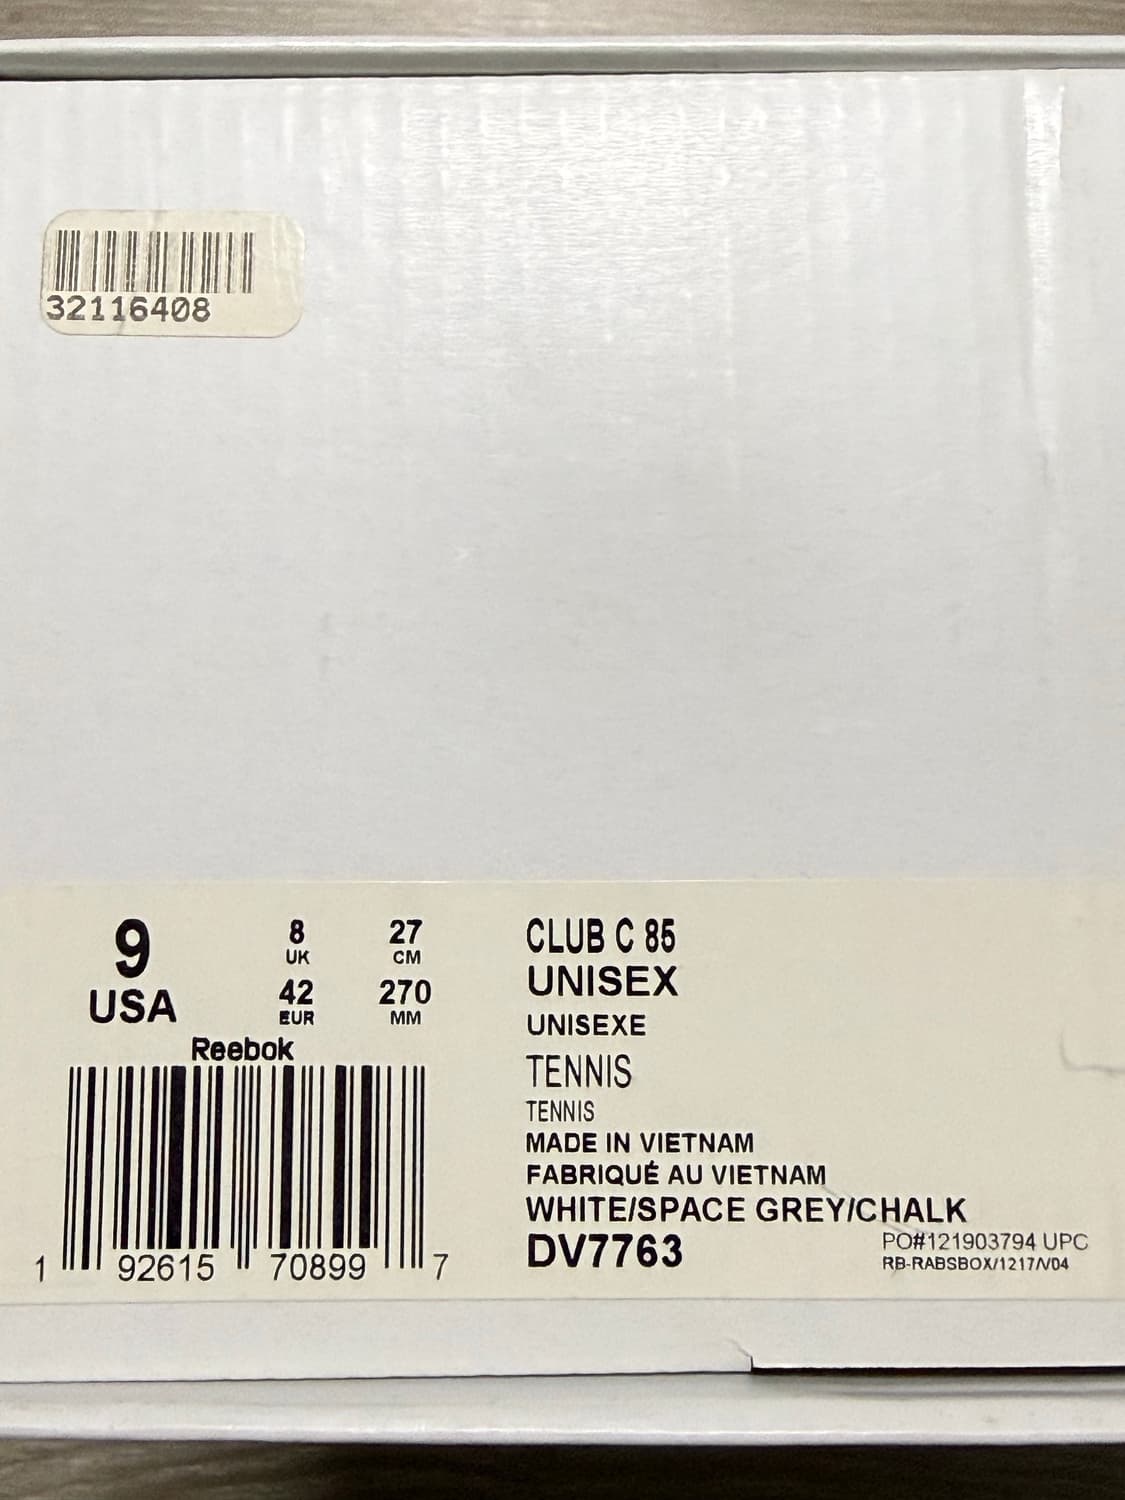 32116408
9
USA
8
UK
42
EUR
27
CM
270
MM
Reebok
1 92615 70899 7
CLUB C 85
UNISEX
UNISEXE
TENNIS
TENNIS
MADE IN VIETNAM
FABRIQUÉ AU VIETNAM
WHITE/SPACE GREY/CHALK
DV7763
PO#121903794 UPC
RB-RABSBOX/1217/V04